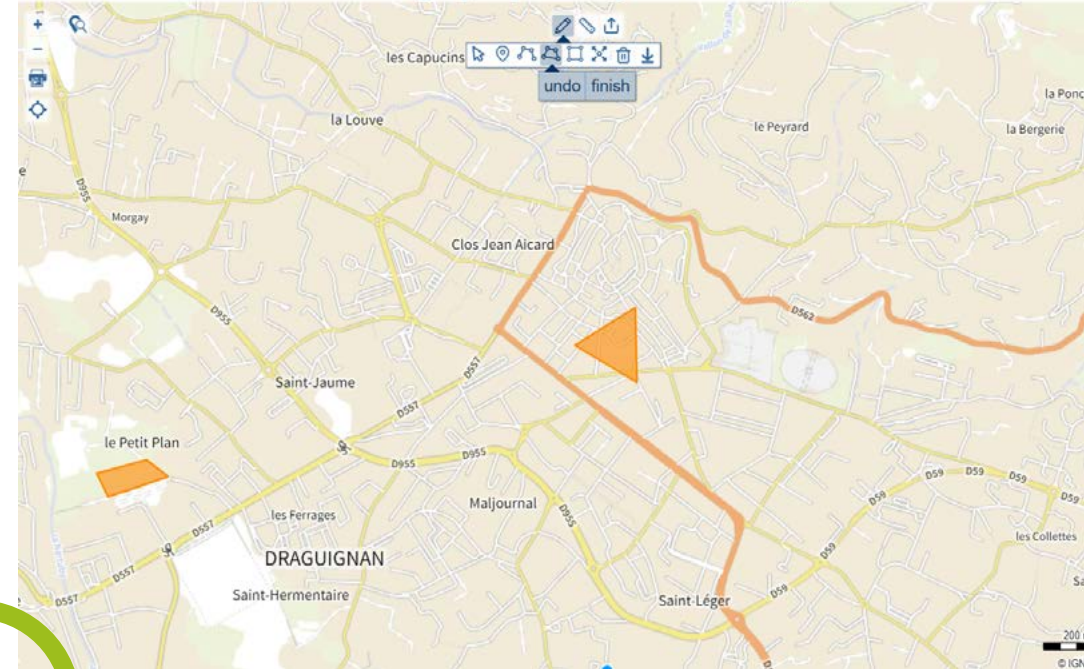 +
−
les Capucins
undo finish
la Louve
le Peyrard
la Bergerie
D955
Morgay
Clos Jean Aicard
D955
D562
D557
Saint-Jaume
D557
le Petit Plan
D955
D955
D59
D59
D59
D59
D59
Maljournal
D955
D557
les Ferrages
les Collettes
D557
D59
DRAGUIGNAN
D557
Saint-Hermentaire
Saint-Léger
D59
200
© IGN